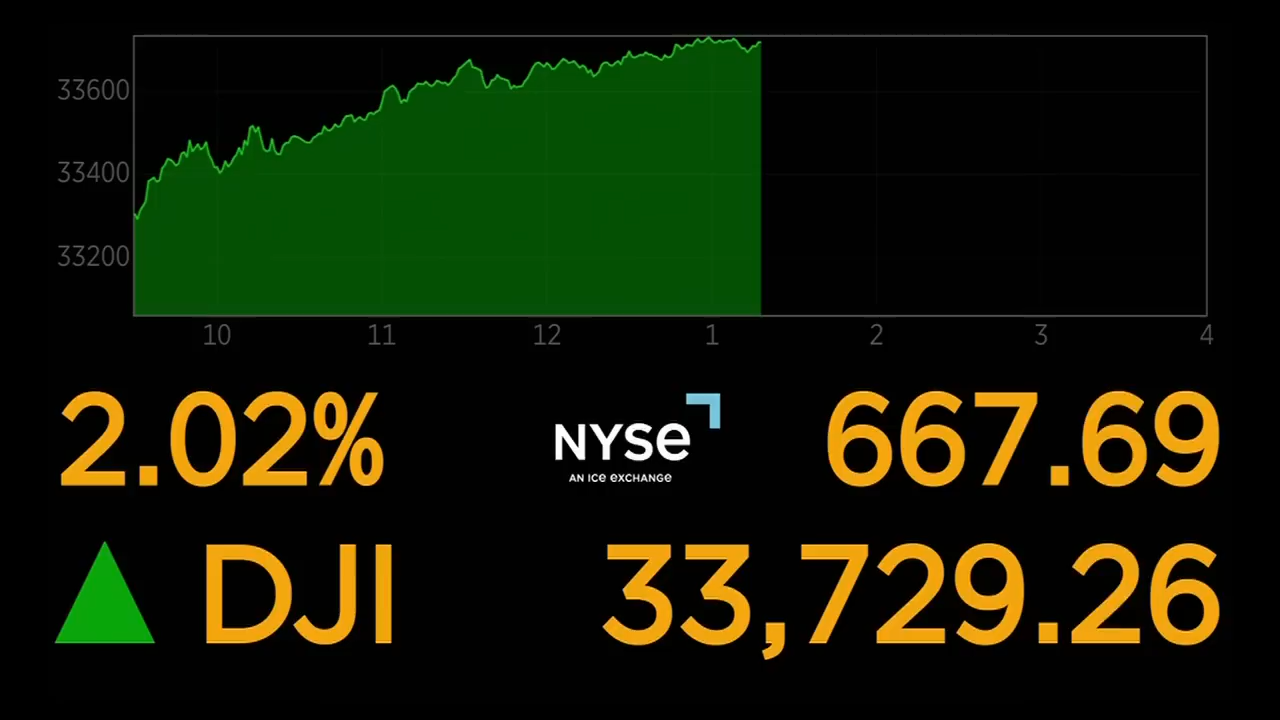 33600
33400
33200
10 11 12 1 2 3 4
2.02% NYSE 667.69
AN ICE EXCHANGE
DJI 33,729.26